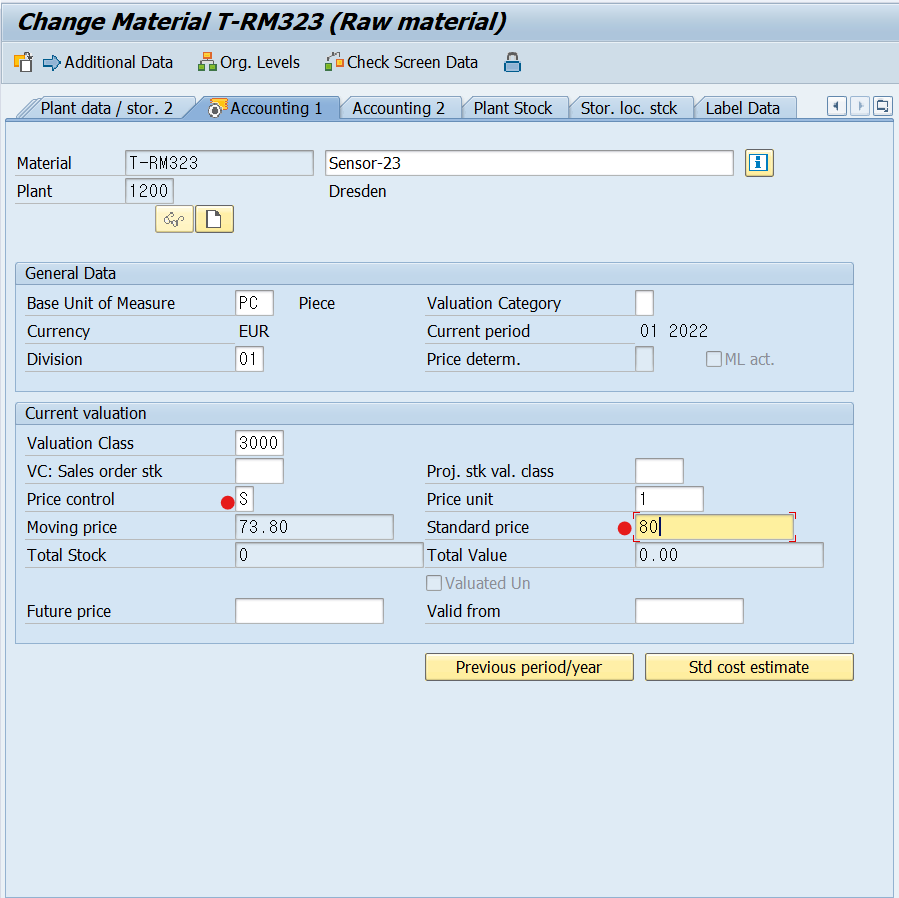 Change Material T-RM323 (Raw material)
Additional Data Org. Levels Check Screen Data
Plant data / stor. 2 Accounting 1 Accounting 2 Plant Stock Stor. loc. stck Label Data
Material T-RM323 Sensor-23
Plant 1200 Dresden
General Data
Base Unit of Measure PC Piece Valuation Category
Currency EUR Current period 01 2022
Division 01 Price determ. ML act.
Current valuation
Valuation Class 3000
VC: Sales order stk Proj. stk val. class
Price control S Price unit 1
Moving price 73.80 Standard price 80
Total Stock 0 Total Value 0.00
Valuated Un
Future price Valid from
Previous period/year Std cost estimate